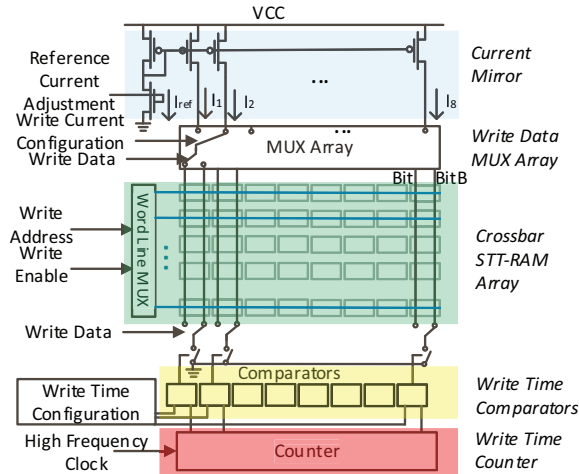 VCC
Reference
Current
Adjustment
Write Current
Configuration
Write Data
Iref
I1
I2
...
I8
Current
Mirror
...
MUX Array
Write Data
MUX Array
Bit
BitB
Write
Address
Write
Enable
Word Line MUX
...
Crossbar
STT-RAM
Array
Write Data
Comparators
Write Time
Configuration
Write Time
Comparators
High Frequency
Clock
Counter
Write Time
Counter